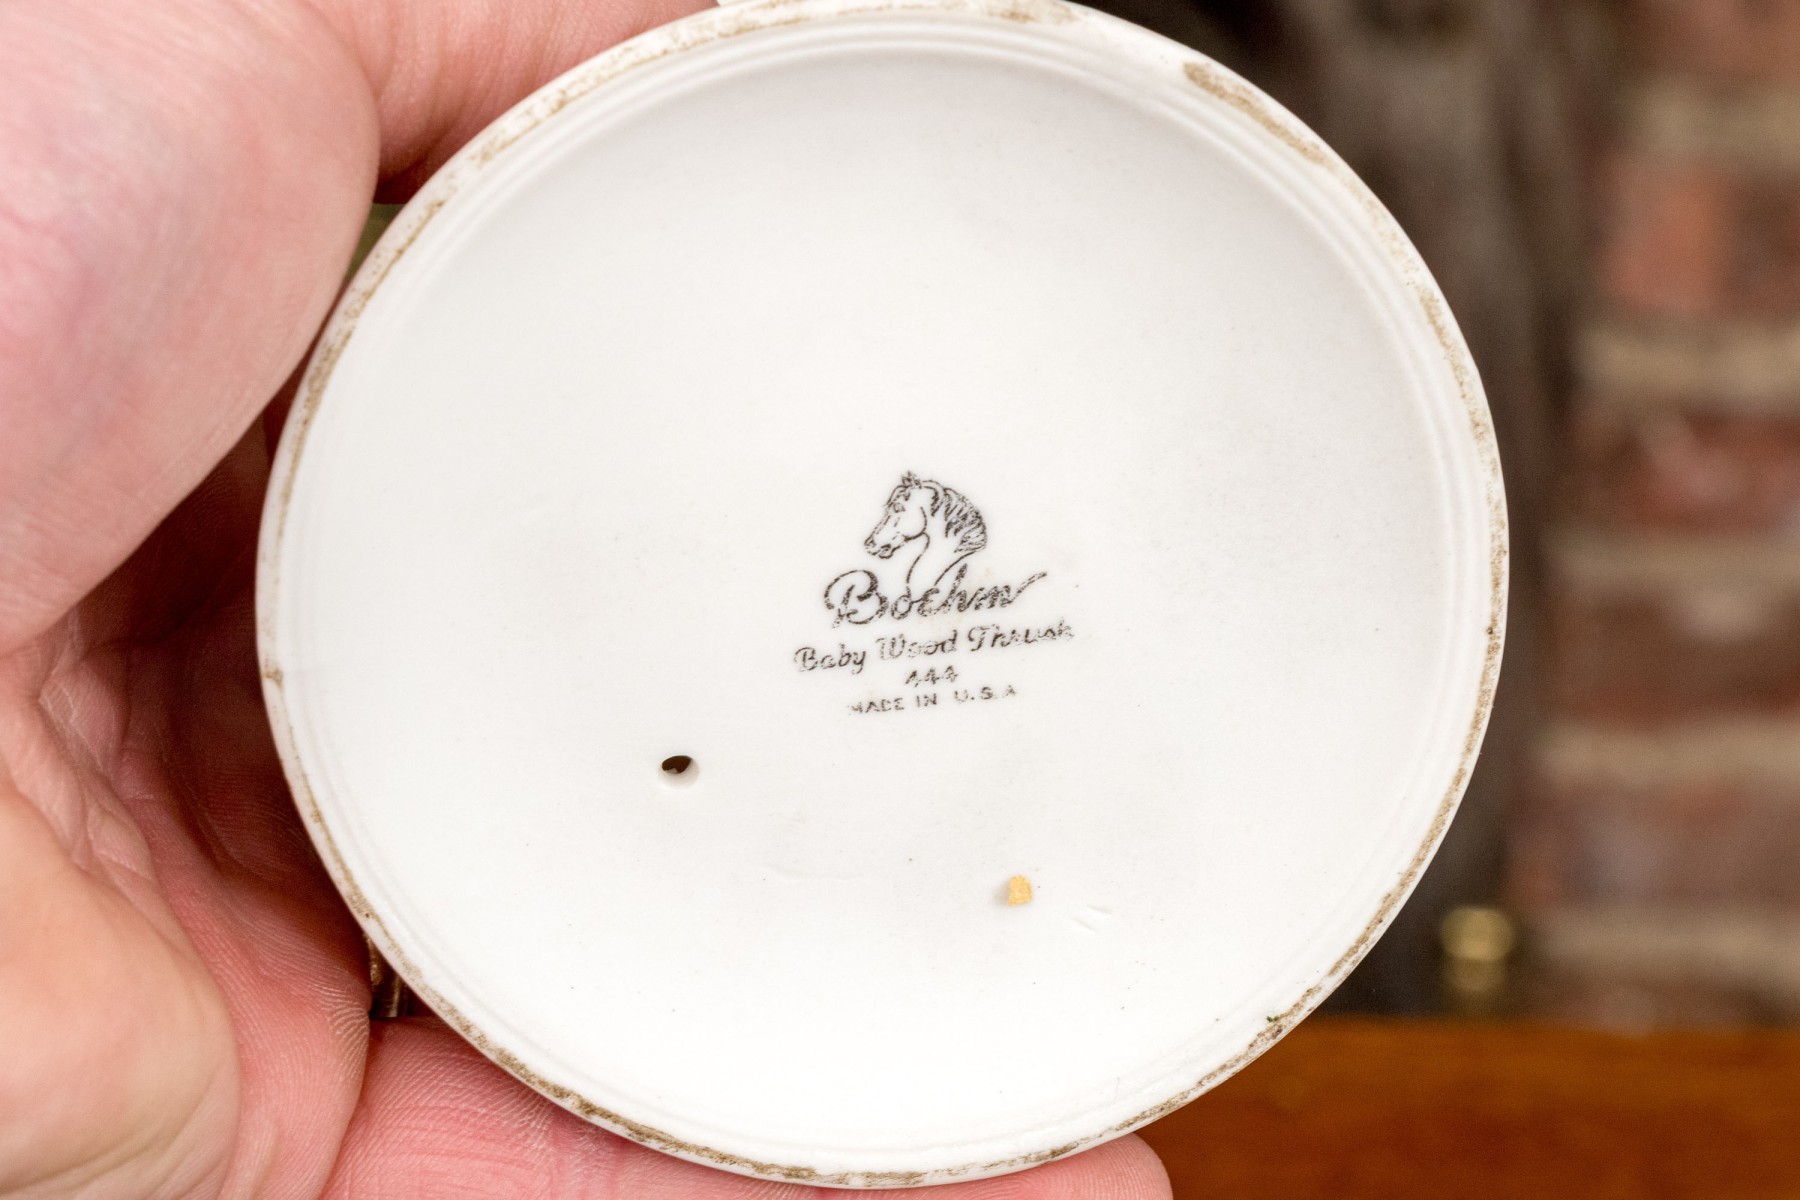 Boehm
Baby Wood Thrush
444
MADE IN U.S.A